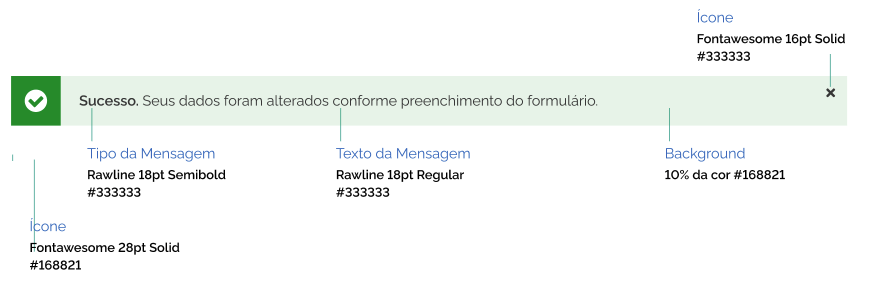 Ícone
Fontawesome 16pt Solid
#333333
Sucesso. Seus dados foram alterados conforme preenchimento do formulário.
Tipo da Mensagem
Rawline 18pt Semibold
#333333
Texto da Mensagem
Rawline 18pt Regular
#333333
Background
10% da cor #168821
Ícone
Fontawesome 28pt Solid
#168821